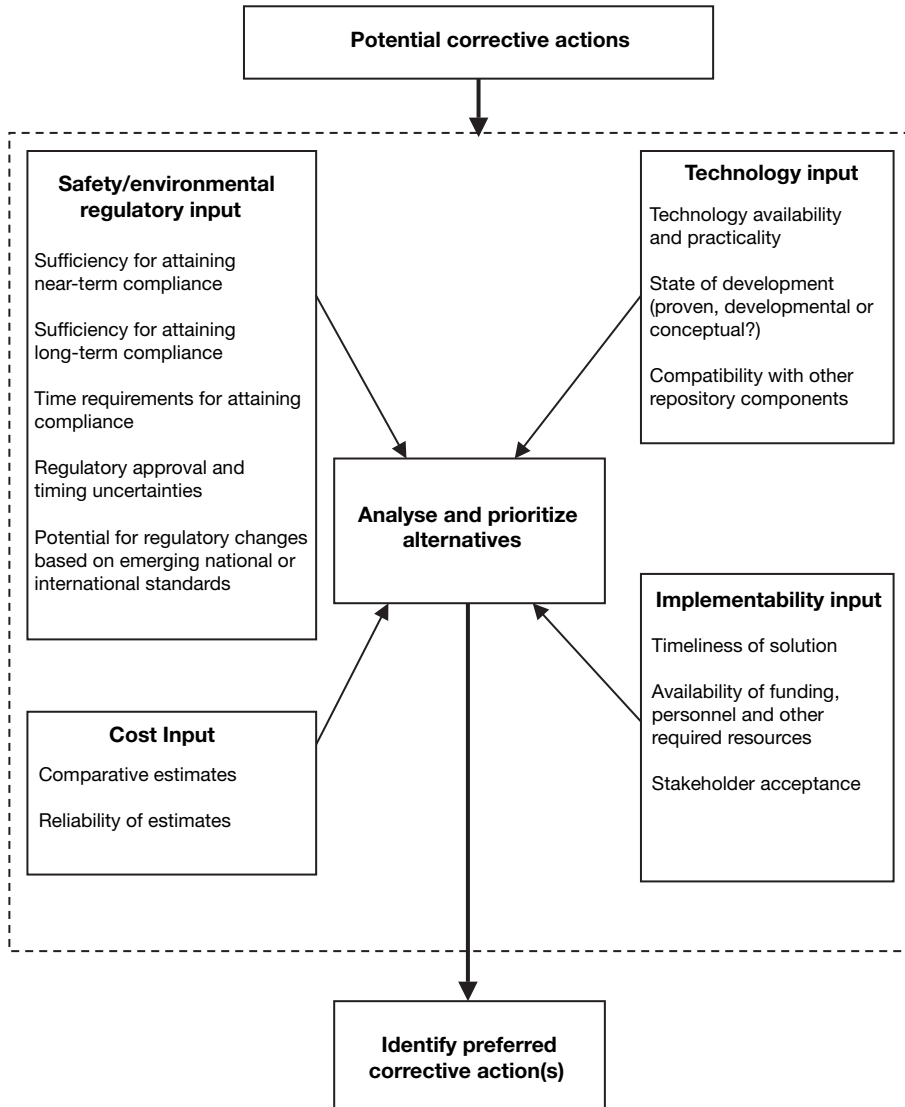 Potential corrective actions
Safety/environmental
regulatory input
Sufficiency for attaining
near-term compliance
Sufficiency for attaining
long-term compliance
Time requirements for attaining
compliance
Regulatory approval and
timing uncertainties
Potential for regulatory changes
based on emerging national or
international standards
Technology input
Technology availability
and practicality
State of development
(proven, developmental or
conceptual?)
Compatibility with other
repository components
Analyse and prioritize
alternatives
Cost Input
Comparative estimates
Reliability of estimates
Implementability input
Timeliness of solution
Availability of funding,
personnel and other
required resources
Stakeholder acceptance
Identify preferred
corrective action(s)